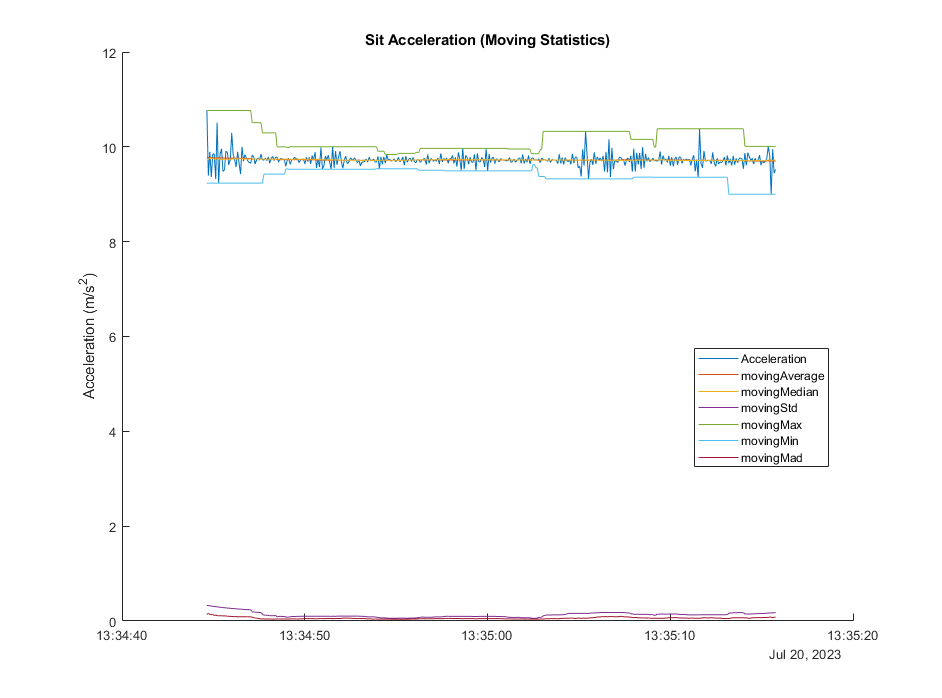 Sit Acceleration (Moving Statistics)
12
10
8
6
4
2
0
Acceleration (m/s²)
Acceleration
movingAverage
movingMedian
movingStd
movingMax
movingMin
movingMad
13:34:40 13:34:50 13:35:00 13:35:10 13:35:20
Jul 20, 2023